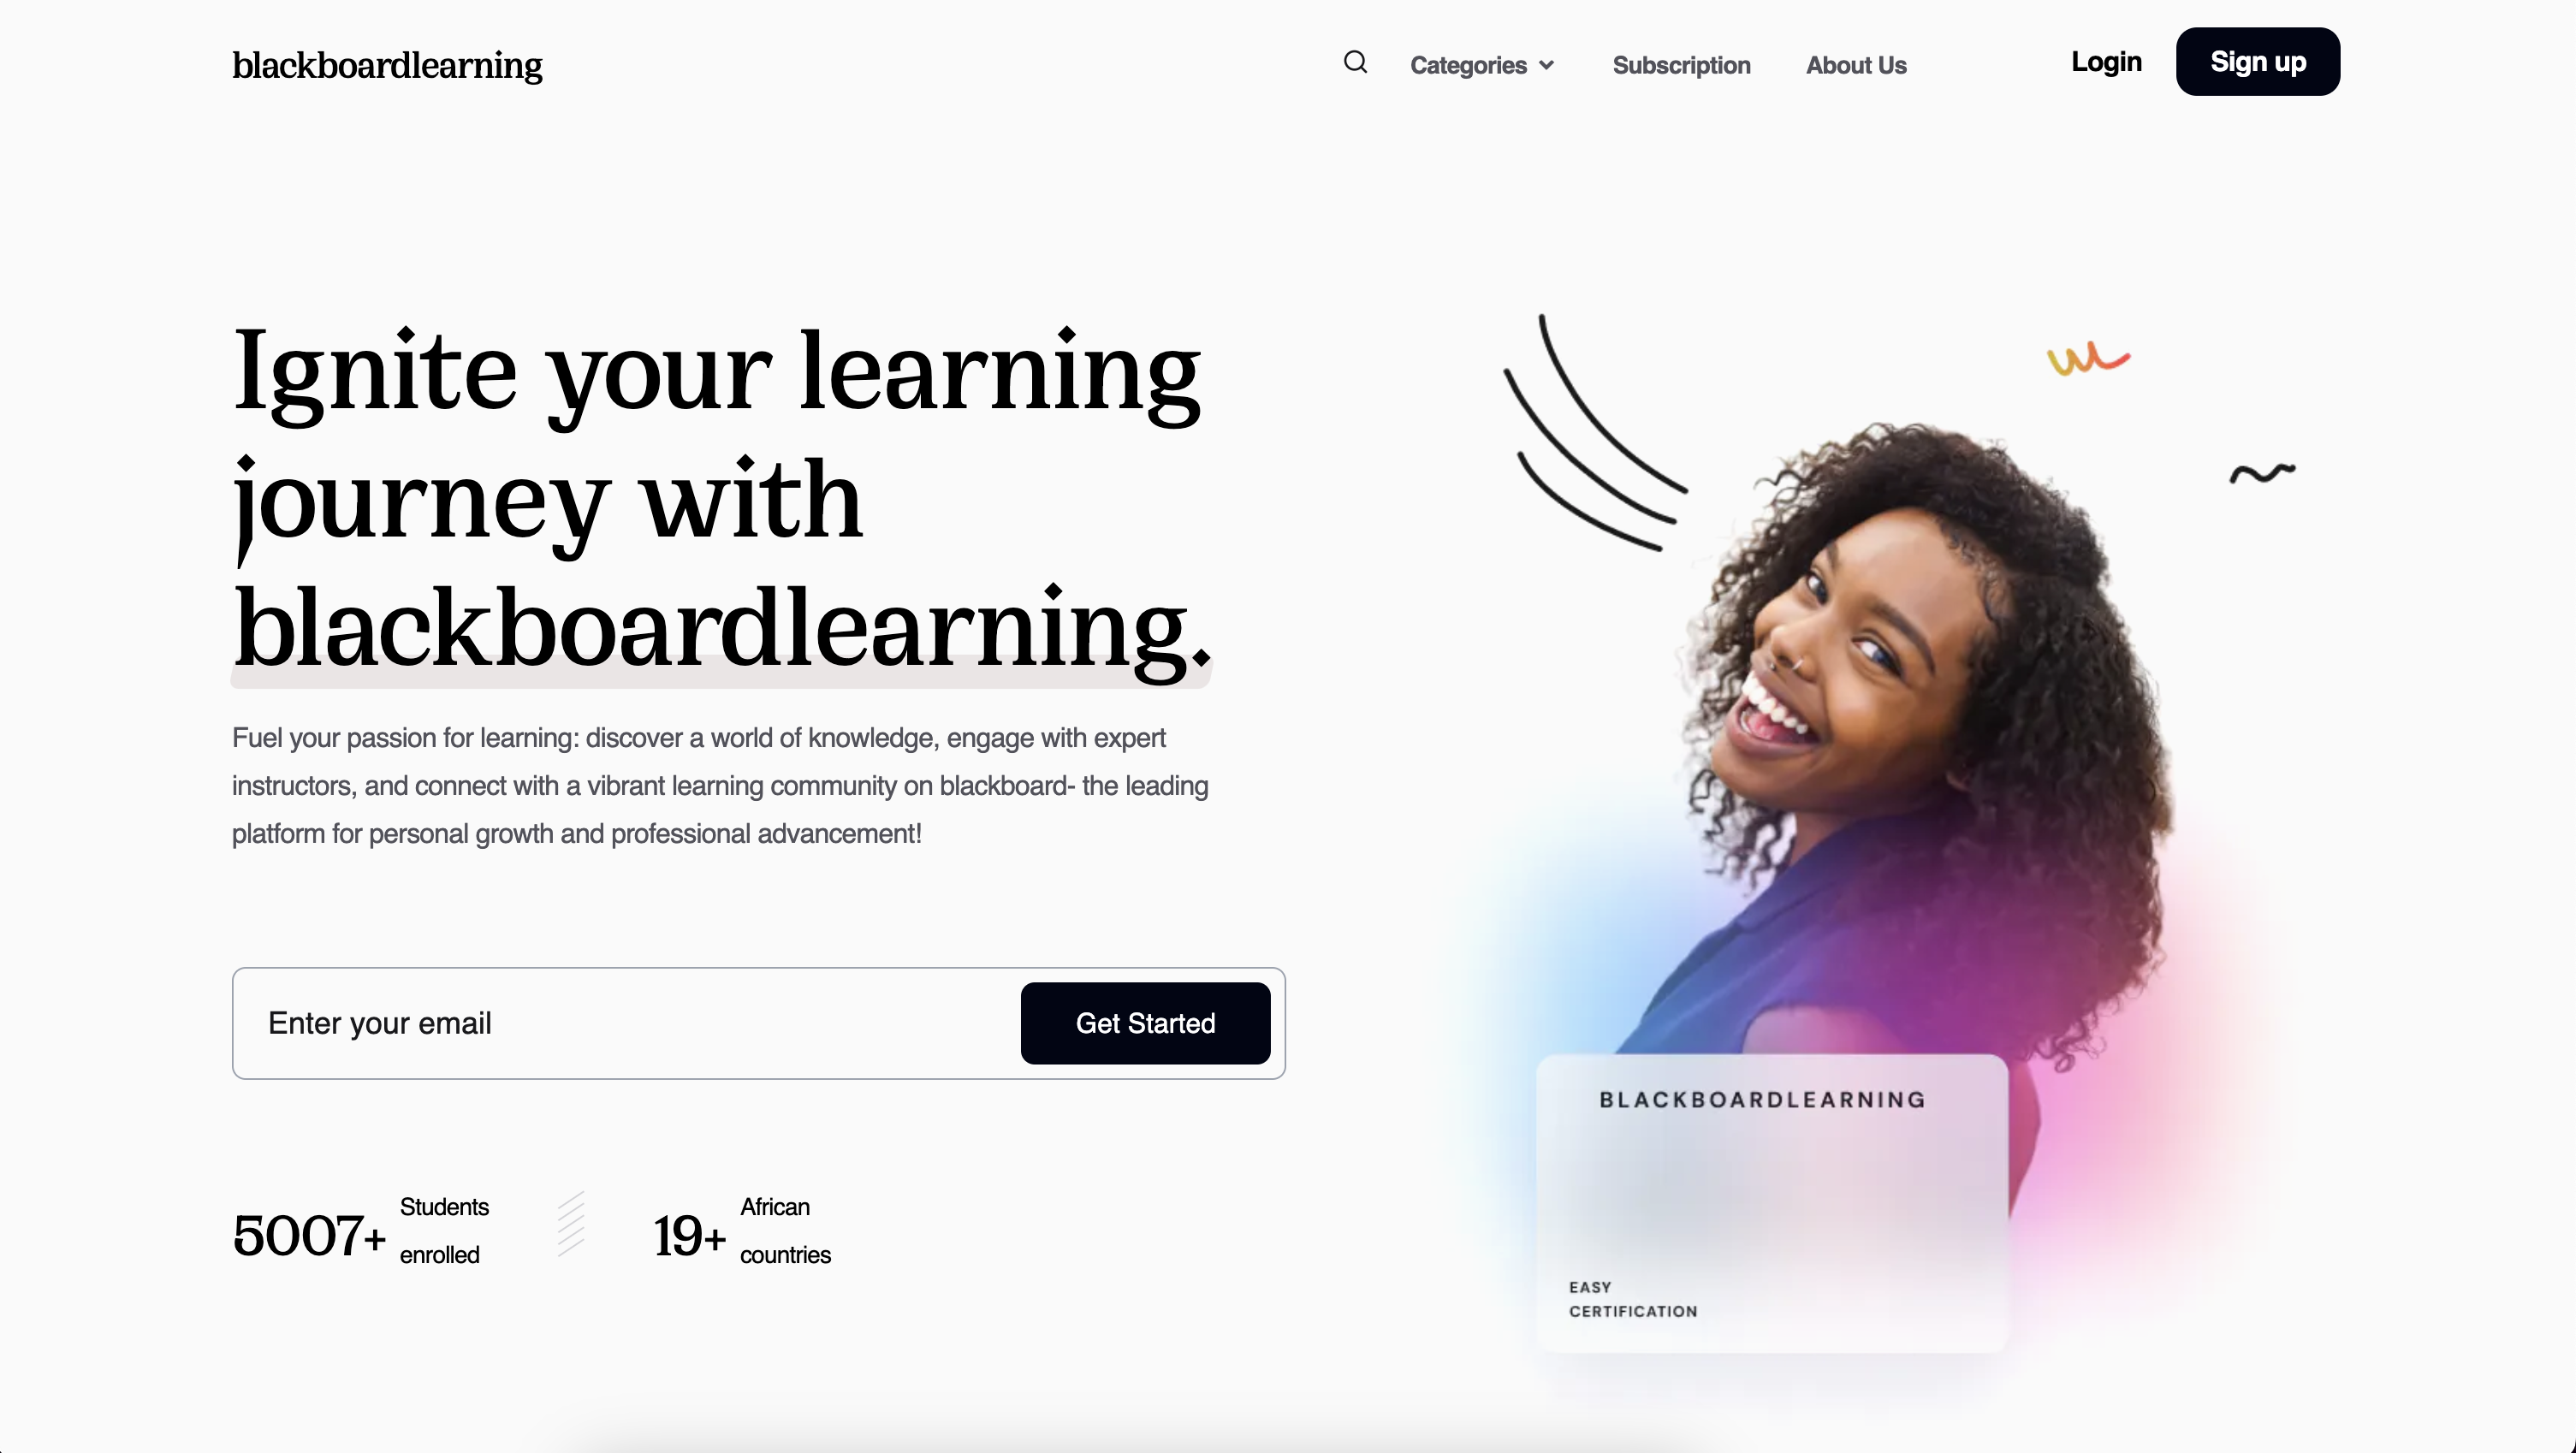 blackboardlearning
Categories
Subscription
About Us
Login
Sign up
Ignite your learning
journey with
blackboardlearning.
Fuel your passion for learning: discover a world of knowledge, engage with expert
instructors, and connect with a vibrant learning community on blackboard- the leading
platform for personal growth and professional advancement!
Enter your email
Get Started
5007+
Students
enrolled
19+
African
countries
BLACKBOARDLEARNING
EASY
CERTIFICATION